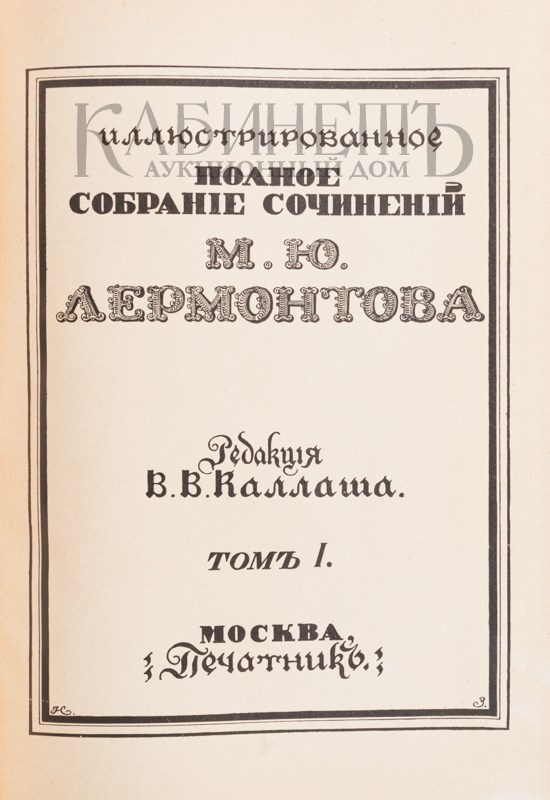 КАБИНЕТЪ
иллюстрированное
АУКЦИОННЫЙ ДОМ
ПОЛНОЕ
СОБРАНІЕ СОЧИНЕНІЙ
М. Ю.
ЛЕРМОНТОВА
Редакція
В. В. Каллаша.
ТОМЪ I.
МОСКВА,
Печатникъ.
З.